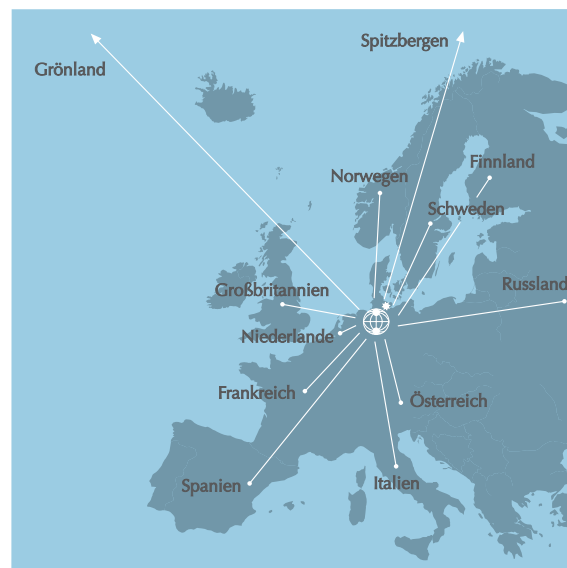 Spitzbergen
Grönland
Finnland
Norwegen
Schweden
Russland
Großbritannien
Niederlande
Frankreich
Österreich
Italien
Spanien